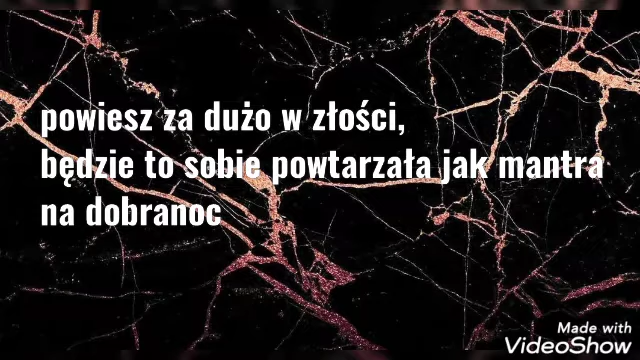 powiesz za dużo w złości,
będzie to sobie powtarzała jak mantra
na dobranoc
Made with
VideoShow